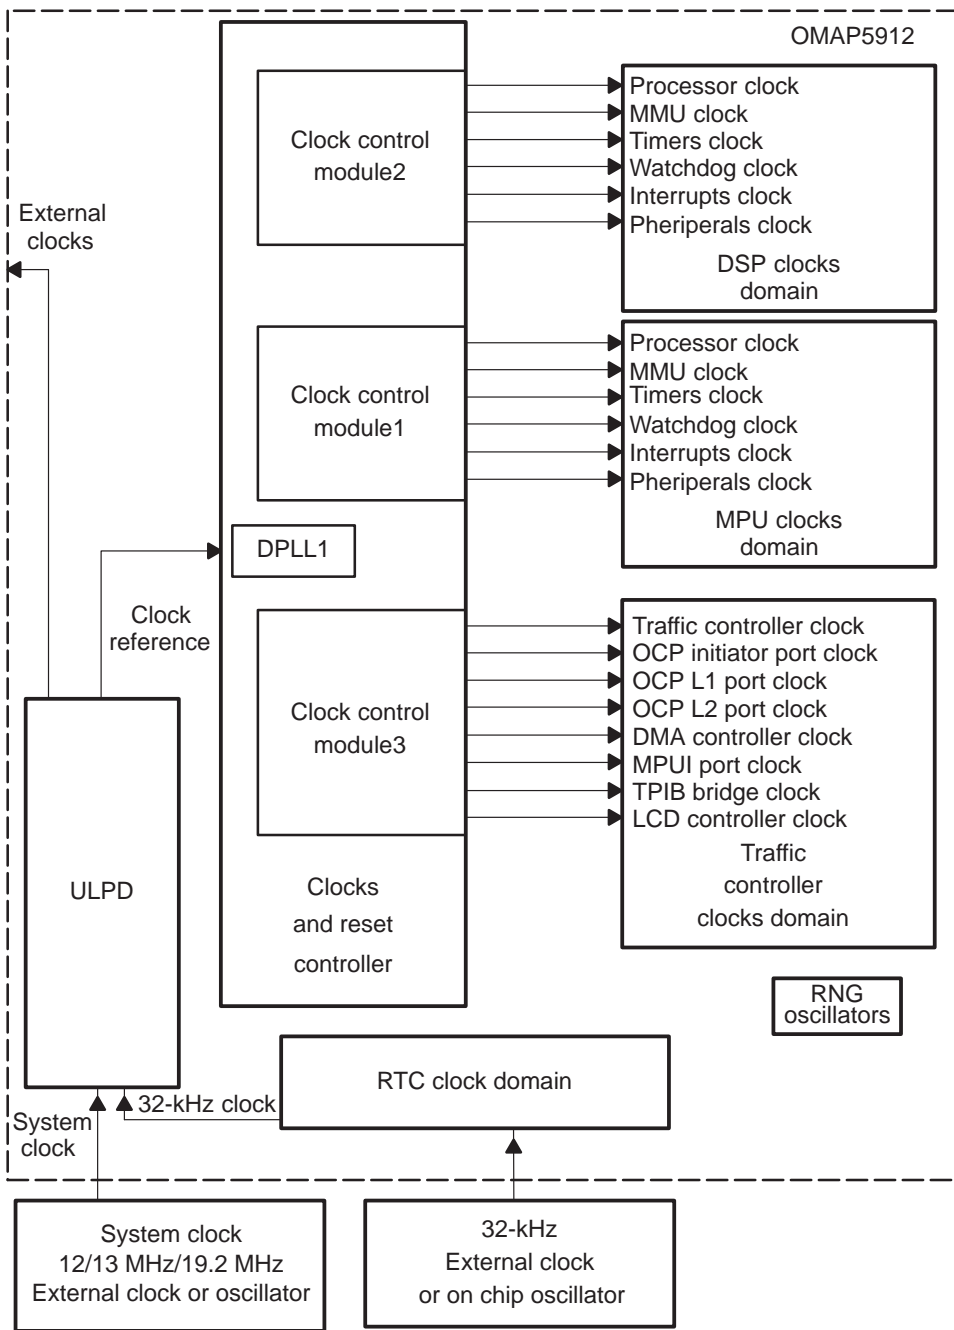 OMAP5912
Clock control
module2
Processor clock
MMU clock
Timers clock
Watchdog clock
Interrupts clock
Pheriperals clock
DSP clocks
domain
External
clocks
Clock control
module1
Processor clock
MMU clock
Timers clock
Watchdog clock
Interrupts clock
Pheriperals clock
MPU clocks
domain
DPLL1
Clock
reference
Clock control
module3
Traffic controller clock
OCP initiator port clock
OCP L1 port clock
OCP L2 port clock
DMA controller clock
MPUI port clock
TPIB bridge clock
LCD controller clock
Traffic
controller
clocks domain
ULPD
Clocks
and reset
controller
RNG
oscillators
RTC clock domain
32-kHz clock
System
clock
System clock
12/13 MHz/19.2 MHz
External clock or oscillator
32-kHz
External clock
or on chip oscillator